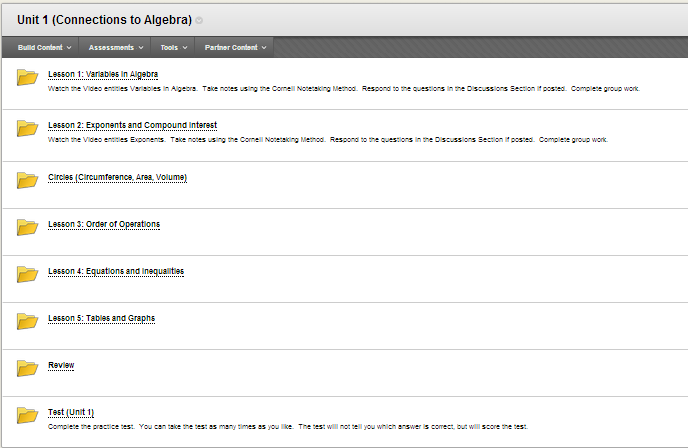 Unit 1 (Connections to Algebra)
Build Content Assessments Tools Partner Content
Lesson 1: Variables in Algebra
Watch the Video entities Variables in Algebra. Take notes using the Cornell Notetaking Method. Respond to the questions in the Discussions Section if posted. Complete group work.
Lesson 2: Exponents and Compound Interest
Watch the Video entities Exponents. Take notes using the Cornell Notetaking Method. Respond to the questions in the Discussions Section if posted. Complete group work.
Circles (Circumference, Area, Volume)
Lesson 3: Order of Operations
Lesson 4: Equations and Inequalities
Lesson 5: Tables and Graphs
Review
Test (Unit 1)
Complete the practice test. You can take the test as many times as you like. The test will not tell you which answer is correct, but will score the test.